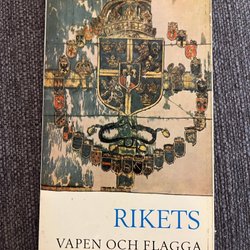 RIKETS
VAPEN OCH FLAGGA